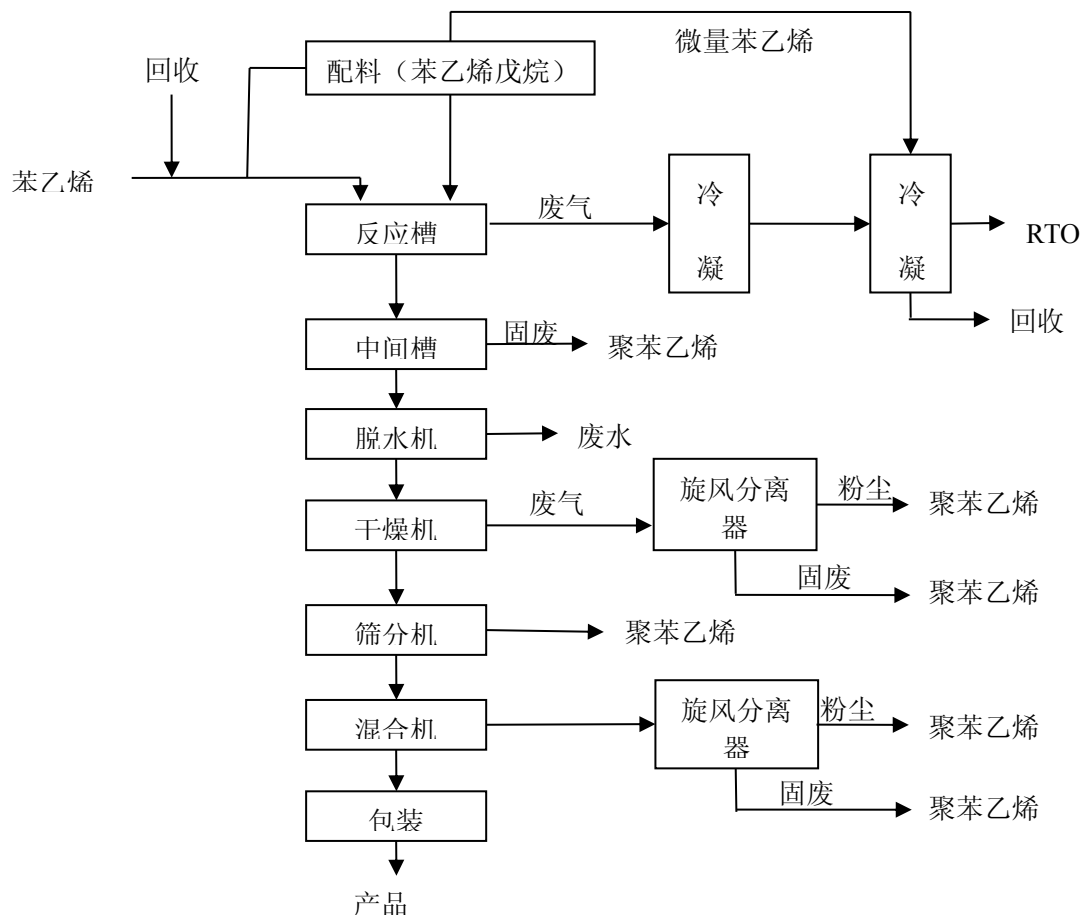 微量苯乙烯
回收
配料（苯乙烯戊烷）
苯乙烯
反应槽
废气
冷
凝
冷
凝
RTO
回收
中间槽
固废
聚苯乙烯
脱水机
废水
干燥机
废气
旋风分离
器
粉尘
聚苯乙烯
固废
聚苯乙烯
筛分机
聚苯乙烯
混合机
旋风分离
器
粉尘
聚苯乙烯
固废
聚苯乙烯
包装
产品